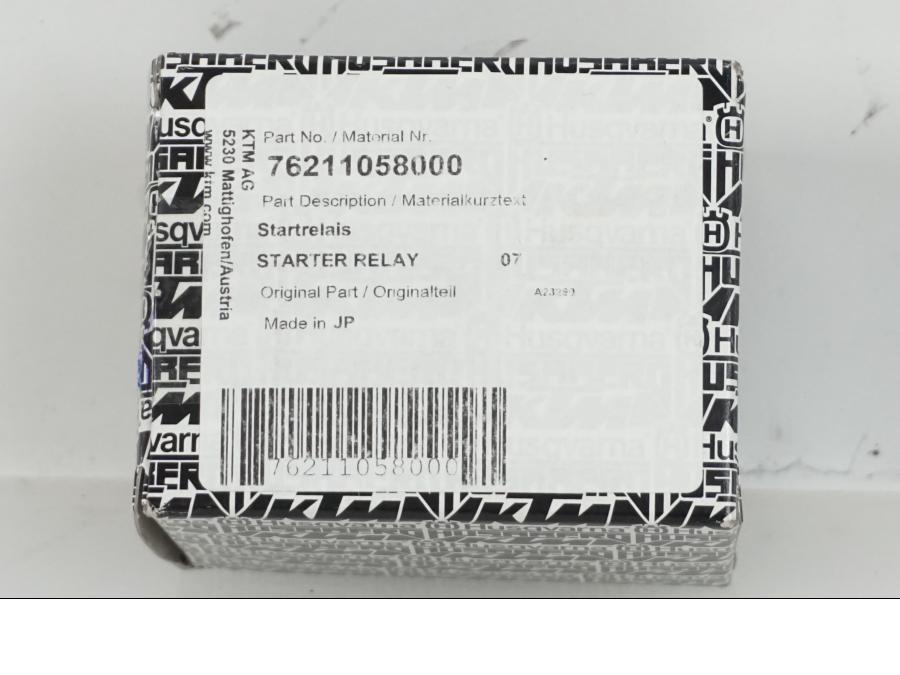 KTM AG
5230 Mattighofen/Austria
www.ktm.com
Part No. / Material Nr.
76211058000
Part Description / Materialkurztext
Startrelais
STARTER RELAY 07
Original Part / Originalteil
Made in JP
76211058000